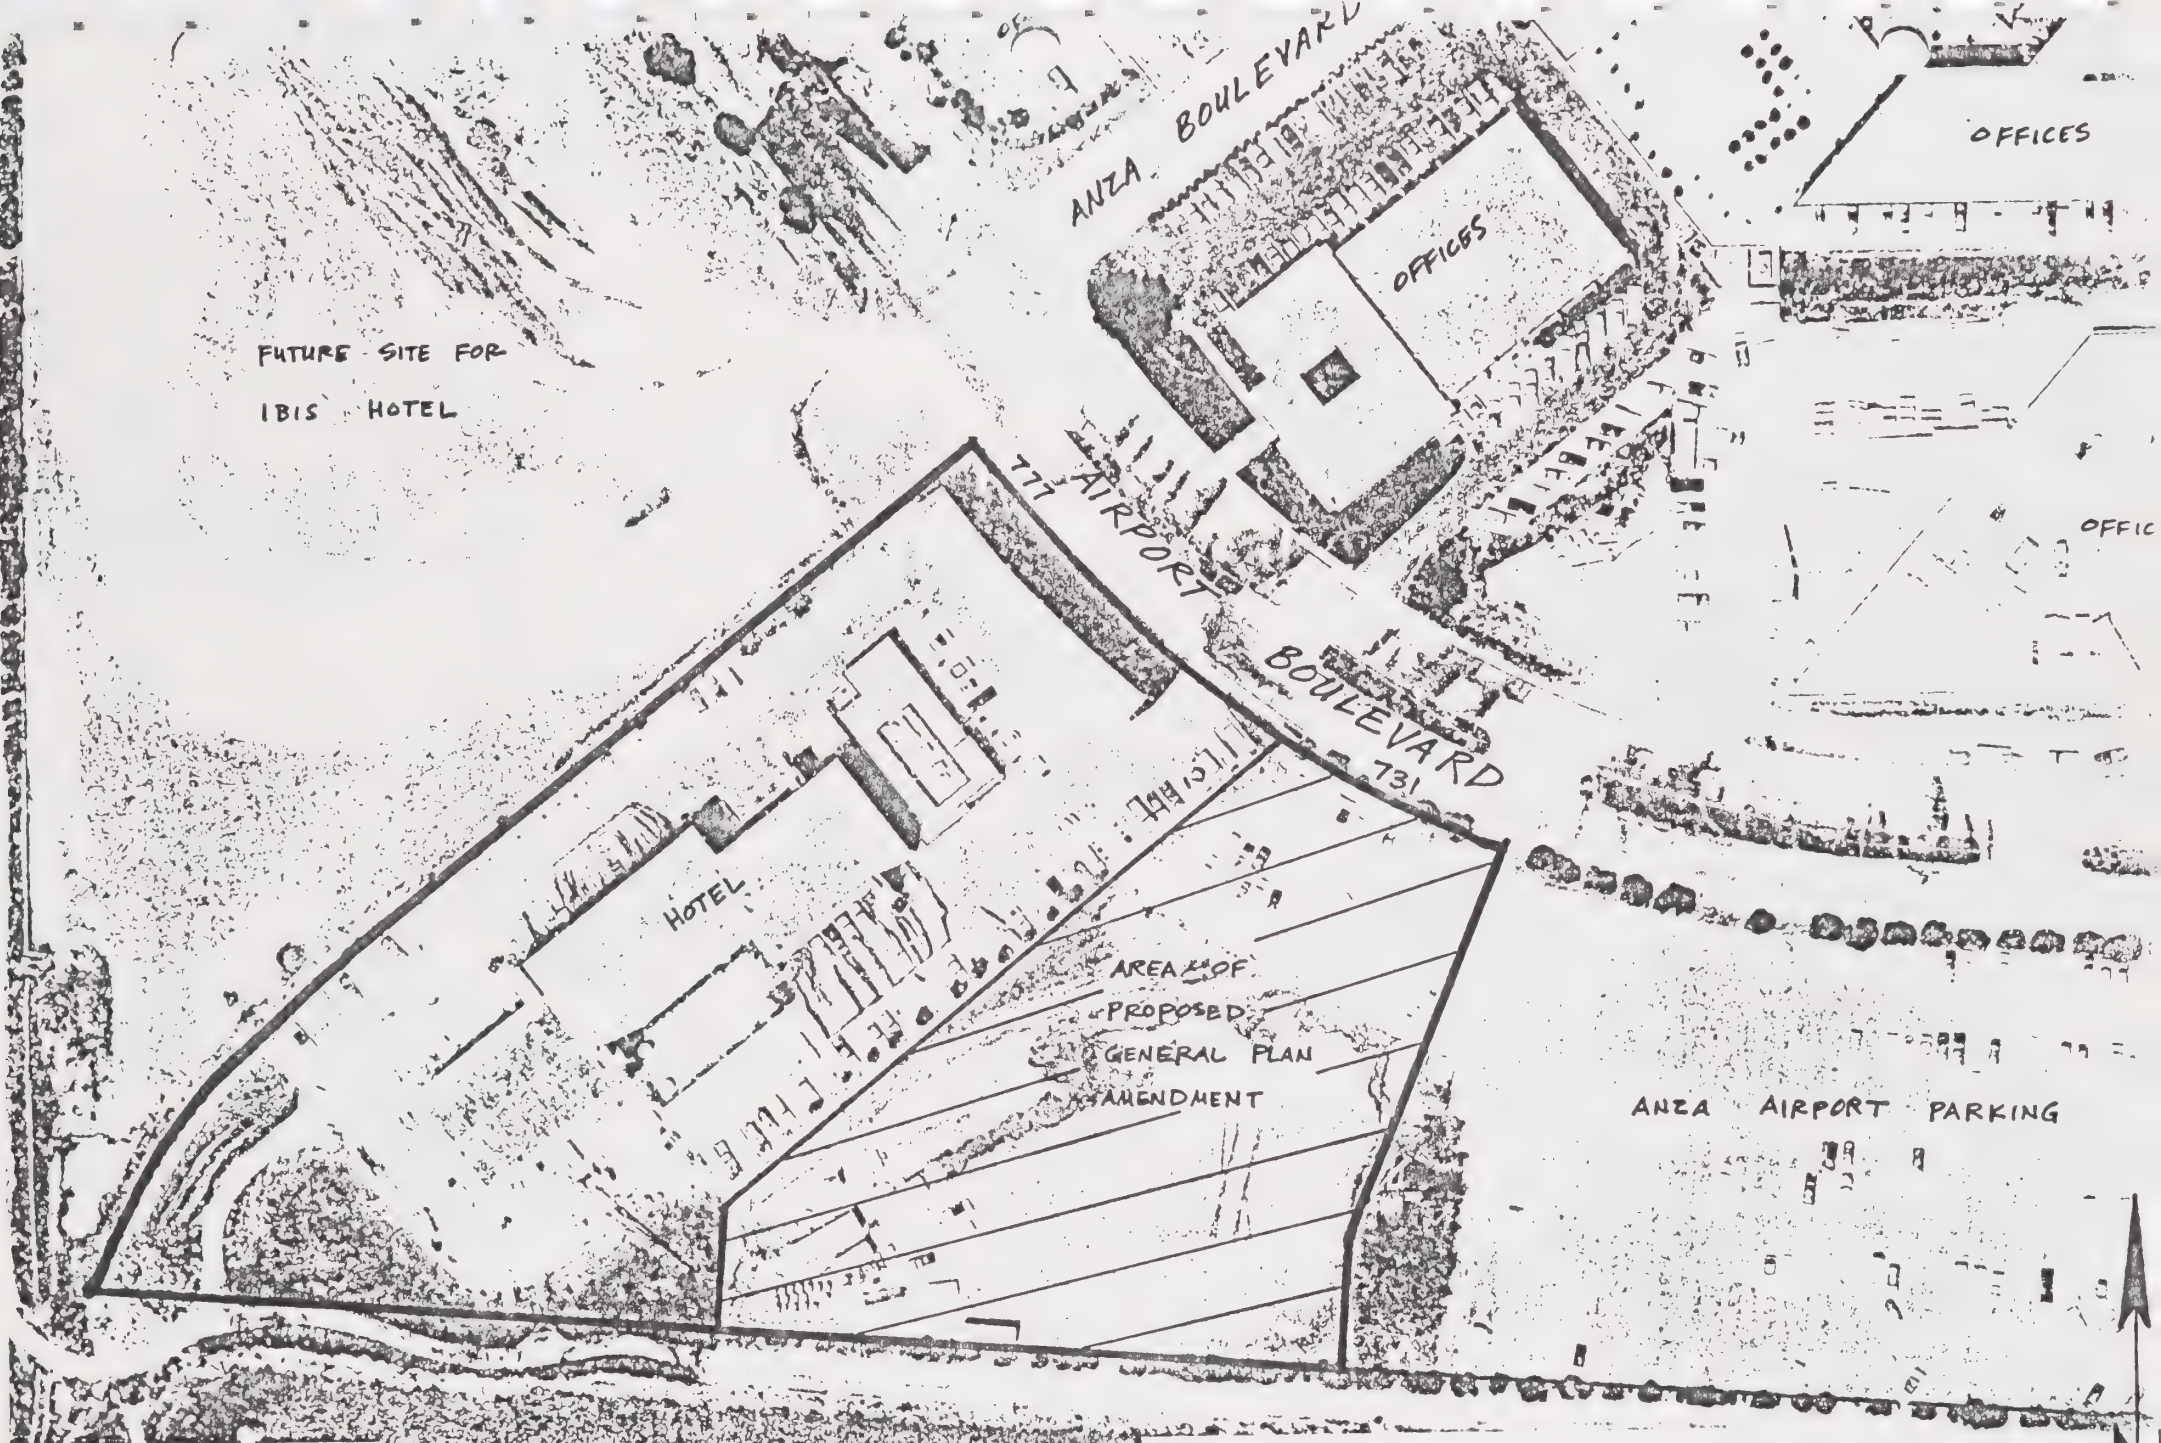 ANZA BOULEVARD
OFFICES
OFFICES
FUTURE SITE FOR
IBIS HOTEL
777
AIRPORT
BOULEVARD
731
OFFIC
HOTEL
AREA OF
PROPOSED
GENERAL PLAN
AMENDMENT
ANZA AIRPORT PARKING